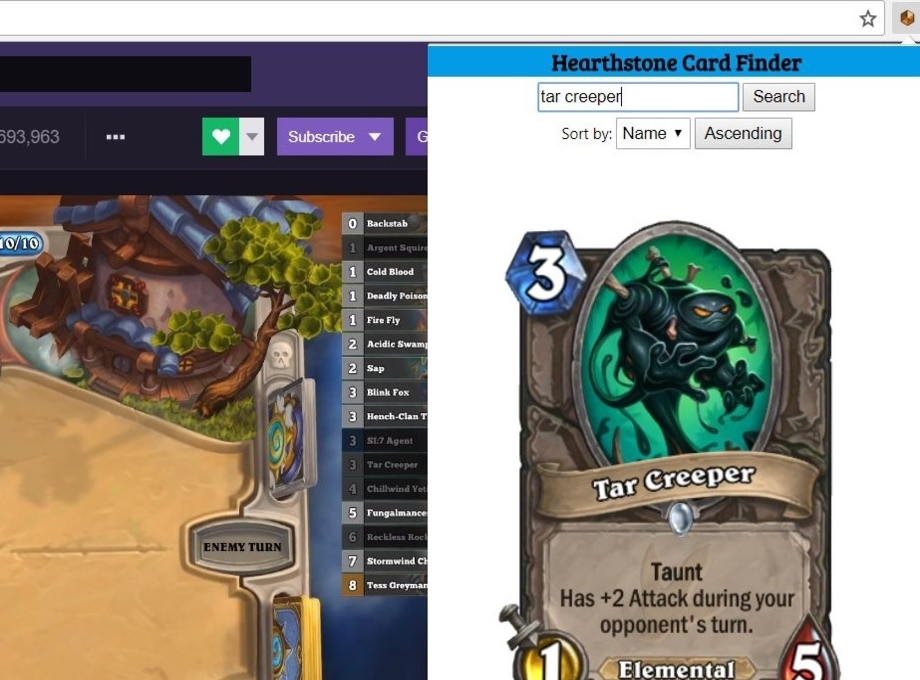 Hearthstone Card Finder
tar creeper
Search
Sort by: Name ▼ Ascending
693,963
Subscribe
G
10/10
0 Backstab
1 Argent Squire
1 Cold Blood
1 Deadly Poison
1 Fire Fly
2 Acidic Swamp
2 Sap
3 Blink Fox
3 Hench-Clan T
3 SI:7 Agent
3 Tar Creeper
4 Chillwind Yet
5 Fungalmance
6 Reckless Rock
7 Stormwind Ch
8 Tess Greyman
ENEMY TURN
3
Tar Creeper
Taunt
Has +2 Attack during your
opponent's turn.
1 Elemental 5